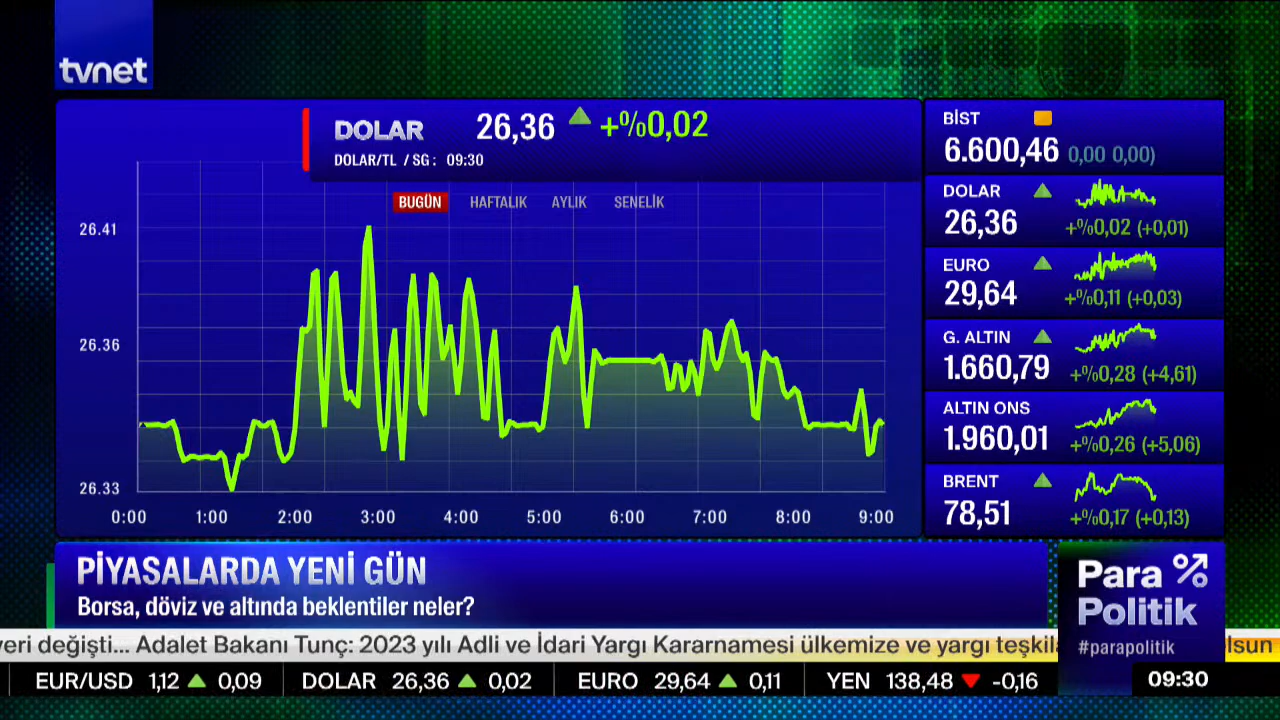 tvnet
DOLAR 26,36 +%0,02
DOLAR/TL / SG : 09:30
BUGÜN HAFTALIK AYLIK SENELİK
26.41
26.36
26.33
0:00 1:00 2:00 3:00 4:00 5:00 6:00 7:00 8:00 9:00
BİST
6.600,46 0,00 0,00)
DOLAR
26,36 +%0,02 (+0,01)
EURO
29,64 +%0,11 (+0,03)
G. ALTIN
1.660,79 +%0,28 (+4,61)
ALTIN ONS
1.960,01 +%0,26 (+5,06)
BRENT
78,51 +%0,17 (+0,13)
PİYASALARDA YENİ GÜN
Borsa, döviz ve altında beklentiler neler?
Para %
Politik
#parapolitik
yeri değişti... Adalet Bakanı Tunç: 2023 yılı Adli ve İdari Yargı Kararnamesi ülkemize ve yargı teşkila olsun
EUR/USD 1,12 0,09 DOLAR 26,36 0,02 EURO 29,64 0,11 YEN 138,48 -0,16 09:30